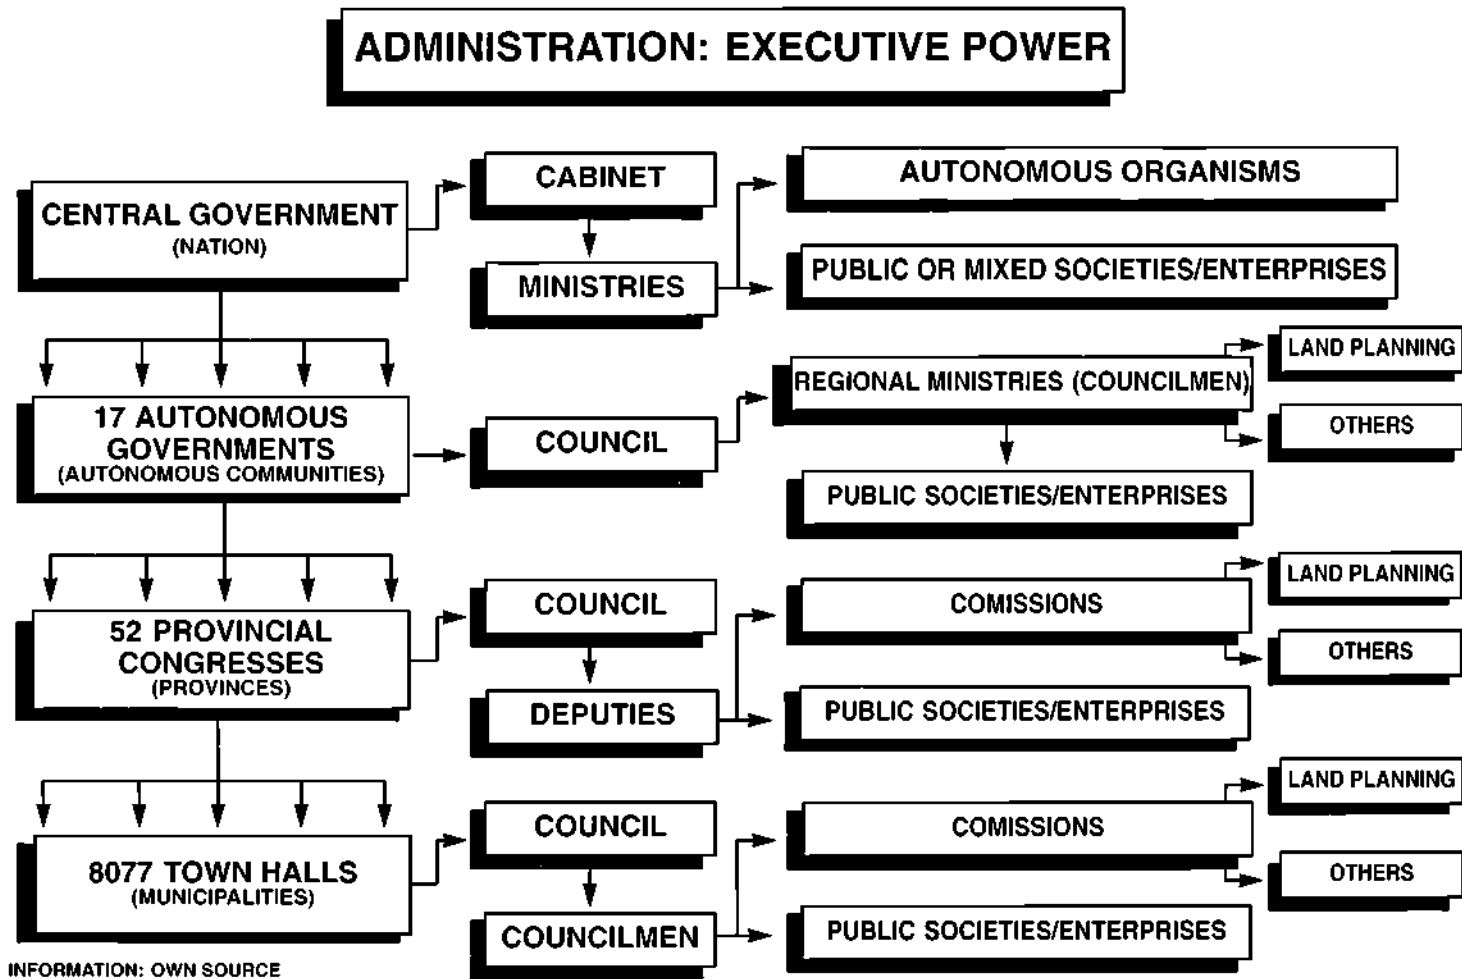 ADMINISTRATION: EXECUTIVE POWER
CENTRAL GOVERNMENT
(NATION)
CABINET
MINISTRIES
AUTONOMOUS ORGANISMS
PUBLIC OR MIXED SOCIETIES/ENTERPRISES
17 AUTONOMOUS
GOVERNMENTS
(AUTONOMOUS COMMUNITIES)
COUNCIL
REGIONAL MINISTRIES (COUNCILMEN)
LAND PLANNING
OTHERS
PUBLIC SOCIETIES/ENTERPRISES
52 PROVINCIAL
CONGRESSES
(PROVINCES)
COUNCIL
DEPUTIES
COMISSIONS
LAND PLANNING
OTHERS
PUBLIC SOCIETIES/ENTERPRISES
8077 TOWN HALLS
(MUNICIPALITIES)
COUNCIL
COUNCILMEN
COMISSIONS
LAND PLANNING
OTHERS
PUBLIC SOCIETIES/ENTERPRISES
INFORMATION: OWN SOURCE